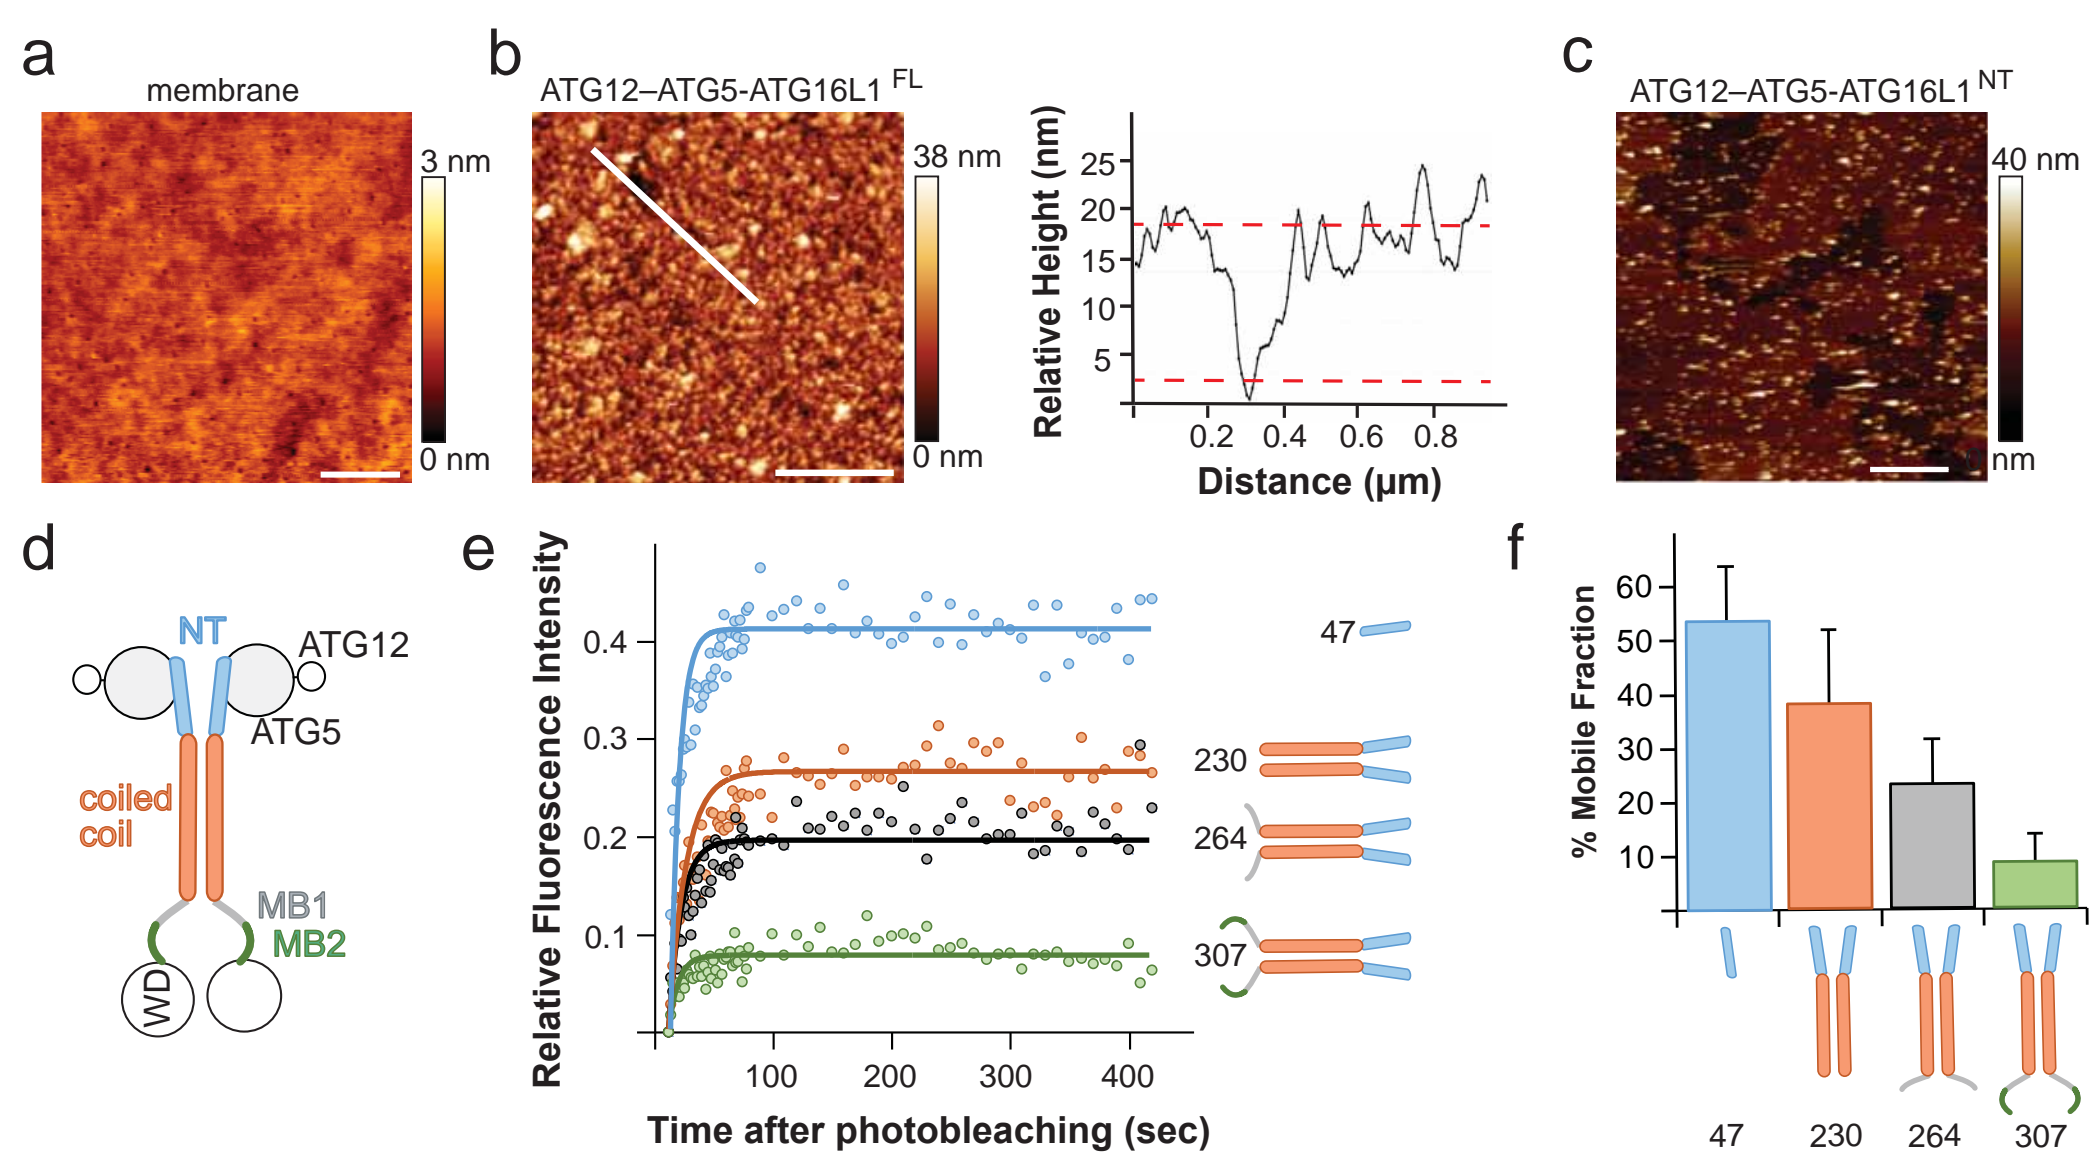 a
membrane
3 nm
0 nm
b
ATG12–ATG5-ATG16L1 FL
38 nm
0 nm
Relative Height (nm)
25
20
15
10
5
0.2 0.4 0.6 0.8
Distance (µm)
c
ATG12–ATG5-ATG16L1 NT
40 nm
0 nm
d
NT
ATG12
ATG5
coiled
coil
MB1
MB2
WD
e
Relative Fluorescence Intensity
0.4
0.3
0.2
0.1
100 200 300 400
Time after photobleaching (sec)
47
230
264
307
f
% Mobile Fraction
60
50
40
30
20
10
47 230 264 307